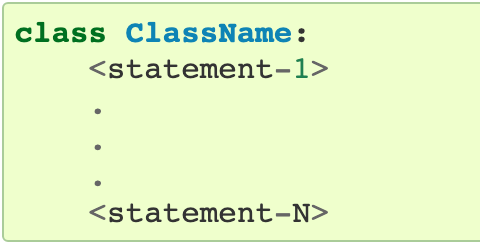 class ClassName:
    <statement-1>
    .
    .
    .
    <statement-N>